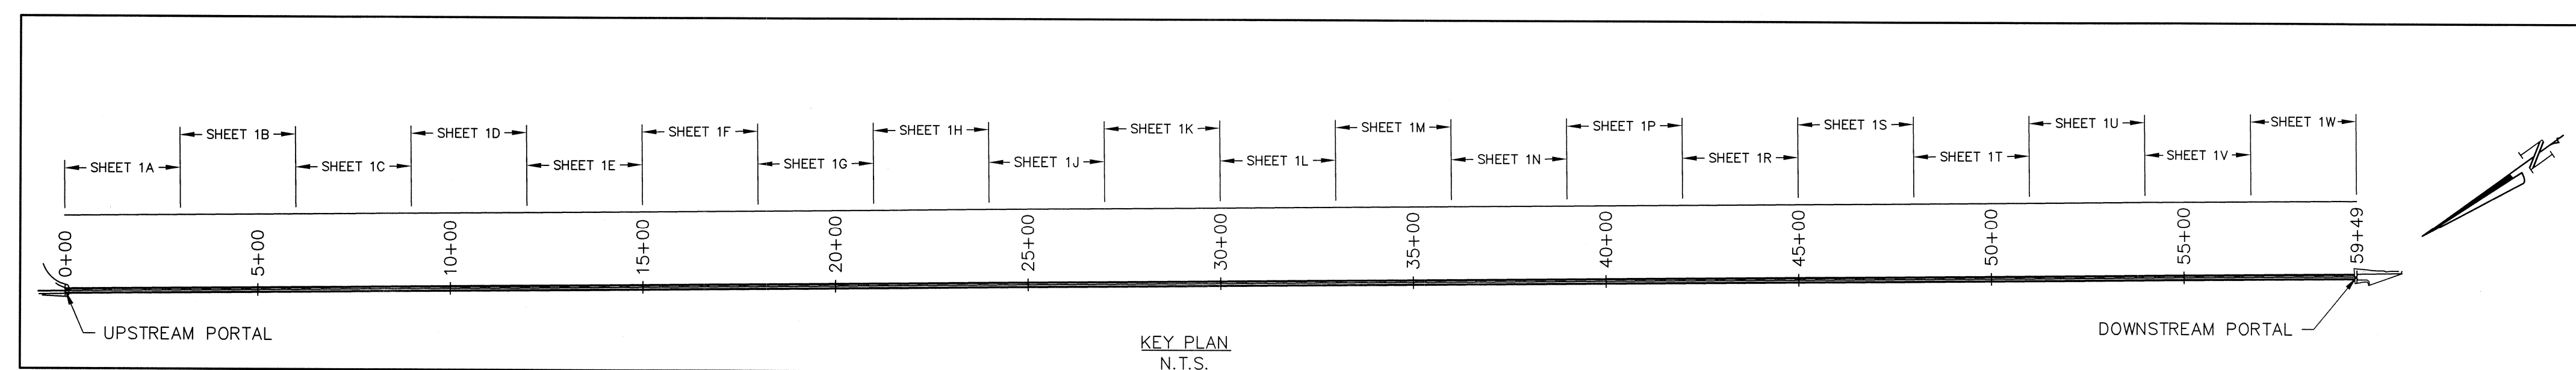 SHEET 1A
SHEET 1B
SHEET 1C
SHEET 1D
SHEET 1E
SHEET 1F
SHEET 1G
SHEET 1H
SHEET 1J
SHEET 1K
SHEET 1L
SHEET 1M
SHEET 1N
SHEET 1P
SHEET 1R
SHEET 1S
SHEET 1T
SHEET 1U
SHEET 1V
SHEET 1W
N
0+00
5+00
10+00
15+00
20+00
25+00
30+00
35+00
40+00
45+00
50+00
55+00
59+49
UPSTREAM PORTAL
DOWNSTREAM PORTAL
KEY PLAN
N.T.S.